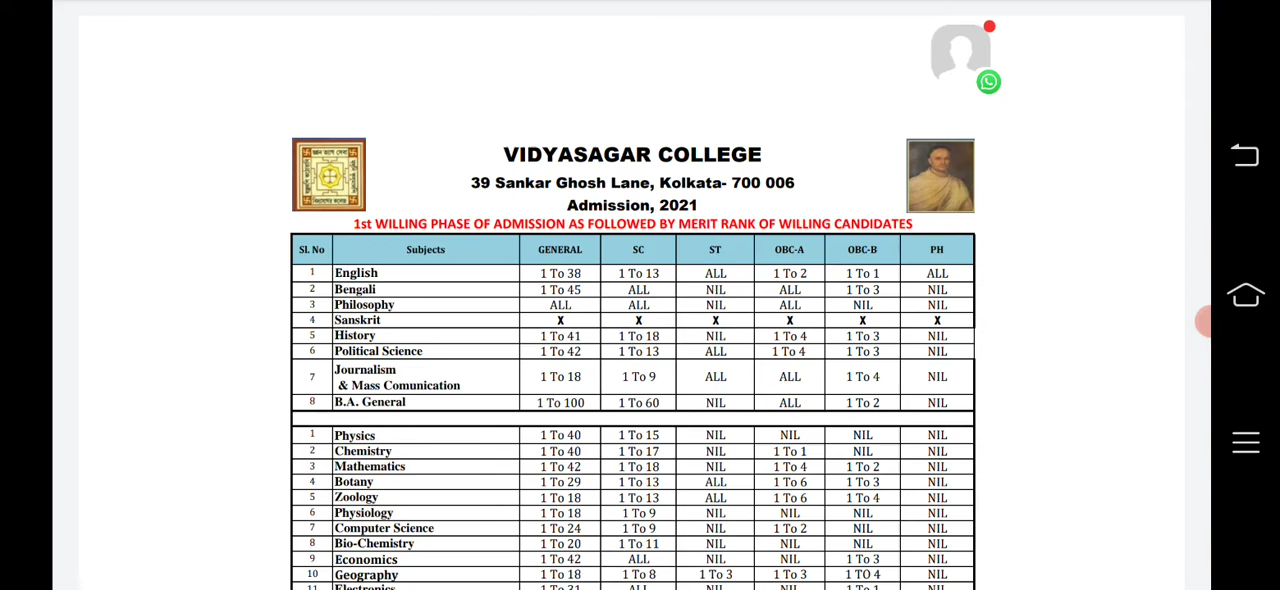 VIDYASAGAR COLLEGE
39 Sankar Ghosh Lane, Kolkata- 700 006
Admission, 2021
1st WILLING PHASE OF ADMISSION AS FOLLOWED BY MERIT RANK OF WILLING CANDIDATES
Sl. No Subjects GENERAL SC ST OBC-A OBC-B PH
1 English 1 To 38 1 To 13 ALL 1 To 2 1 To 1 ALL
2 Bengali 1 To 45 ALL NIL ALL 1 To 3 NIL
3 Philosophy ALL ALL NIL ALL NIL NIL
4 Sanskrit X X X X X X
5 History 1 To 41 1 To 18 NIL 1 To 4 1 To 3 NIL
6 Political Science 1 To 42 1 To 13 ALL 1 To 4 1 To 3 NIL
7 Journalism
& Mass Comunication 1 To 18 1 To 9 ALL ALL 1 To 4 NIL
8 B.A. General 1 To 100 1 To 60 NIL ALL 1 To 2 NIL
1 Physics 1 To 40 1 To 15 NIL NIL NIL NIL
2 Chemistry 1 To 40 1 To 17 NIL 1 To 1 NIL NIL
3 Mathematics 1 To 42 1 To 18 NIL 1 To 4 1 To 2 NIL
4 Botany 1 To 29 1 To 13 ALL 1 To 6 1 To 3 NIL
5 Zoology 1 To 18 1 To 13 ALL 1 To 6 1 To 4 NIL
6 Physiology 1 To 18 1 To 9 NIL NIL NIL NIL
7 Computer Science 1 To 24 1 To 9 NIL 1 To 2 NIL NIL
8 Bio-Chemistry 1 To 20 1 To 11 NIL NIL NIL NIL
9 Economics 1 To 42 ALL NIL NIL 1 To 3 NIL
10 Geography 1 To 18 1 To 8 1 To 3 1 To 3 1 TO 4 NIL
11 Electronics 1 To 31 ALL NIL NIL 1 To 1 NIL